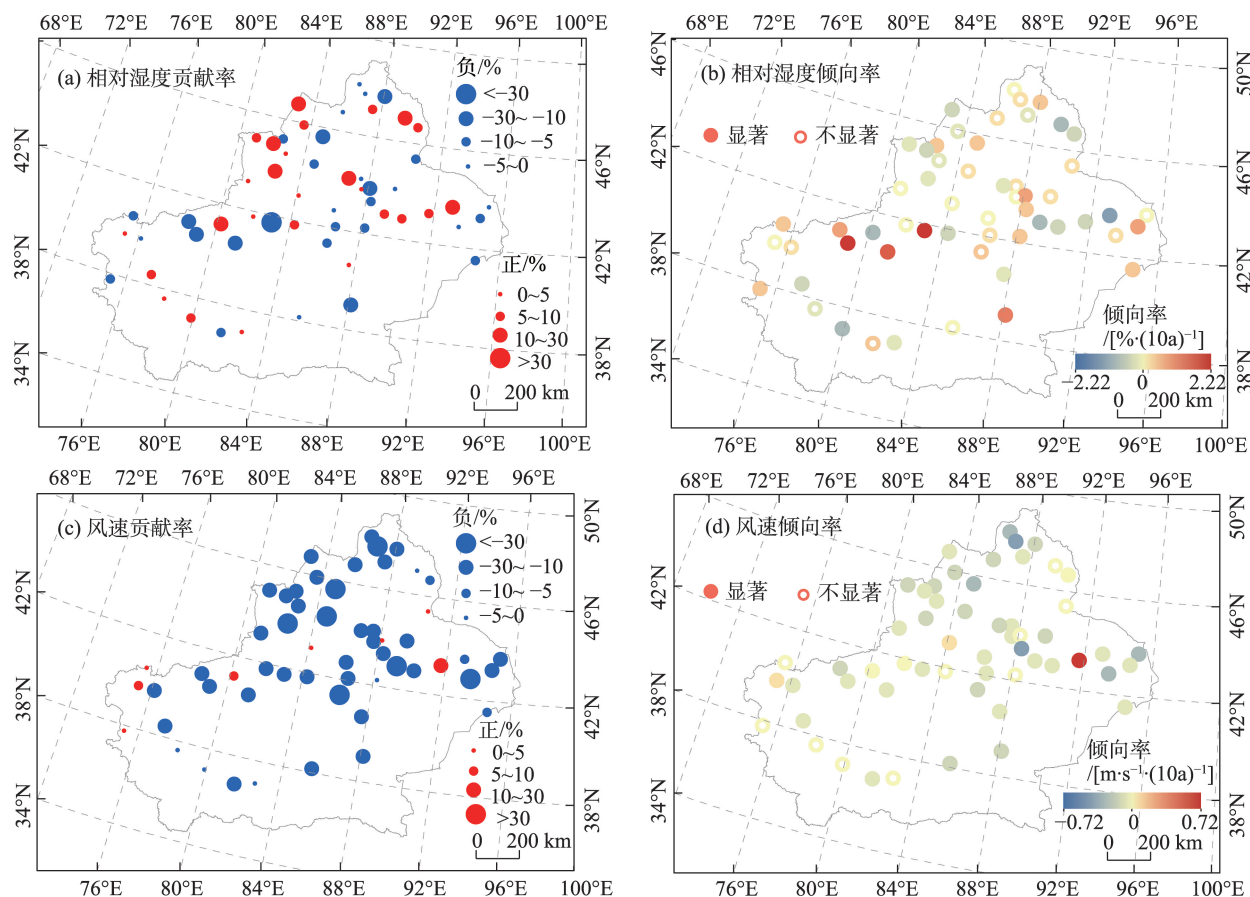 68°E 72°E 76°E 80°E 84°E 88°E 92°E 96°E 100°E
(a) 相对湿度贡献率
负/%
<−30
−30~ −10
−10~ −5
−5~0
42°N
38°N
34°N
46°N
42°N
38°N
正/%
0~5
5~10
10~30
>30
0 200 km
76°E 80°E 84°E 88°E 92°E 96°E 100°E
68°E 72°E 76°E 80°E 84°E 88°E 92°E 96°E
(b) 相对湿度倾向率
显著 不显著
46°N
42°N
38°N
34°N
50°N
46°N
42°N
38°N
倾向率
/[%·(10a)⁻¹]
−2.22 0 2.22
0 200 km
76°E 80°E 84°E 88°E 92°E 96°E 100°E
68°E 72°E 76°E 80°E 84°E 88°E 92°E 96°E
(c) 风速贡献率
负/%
<−30
−30~ −10
−10~ −5
−5~0
42°N
38°N
34°N
50°N
46°N
42°N
38°N
正/%
0~5
5~10
10~30
>30
0 200 km
76°E 80°E 84°E 88°E 92°E 96°E 100°E
68°E 72°E 76°E 80°E 84°E 88°E 92°E 96°E
(d) 风速倾向率
显著 不显著
42°N
38°N
34°N
50°N
46°N
42°N
38°N
倾向率
/[m·s⁻¹·(10a)⁻¹]
−0.72 0 0.72
0 200 km
76°E 80°E 84°E 88°E 92°E 96°E 100°E